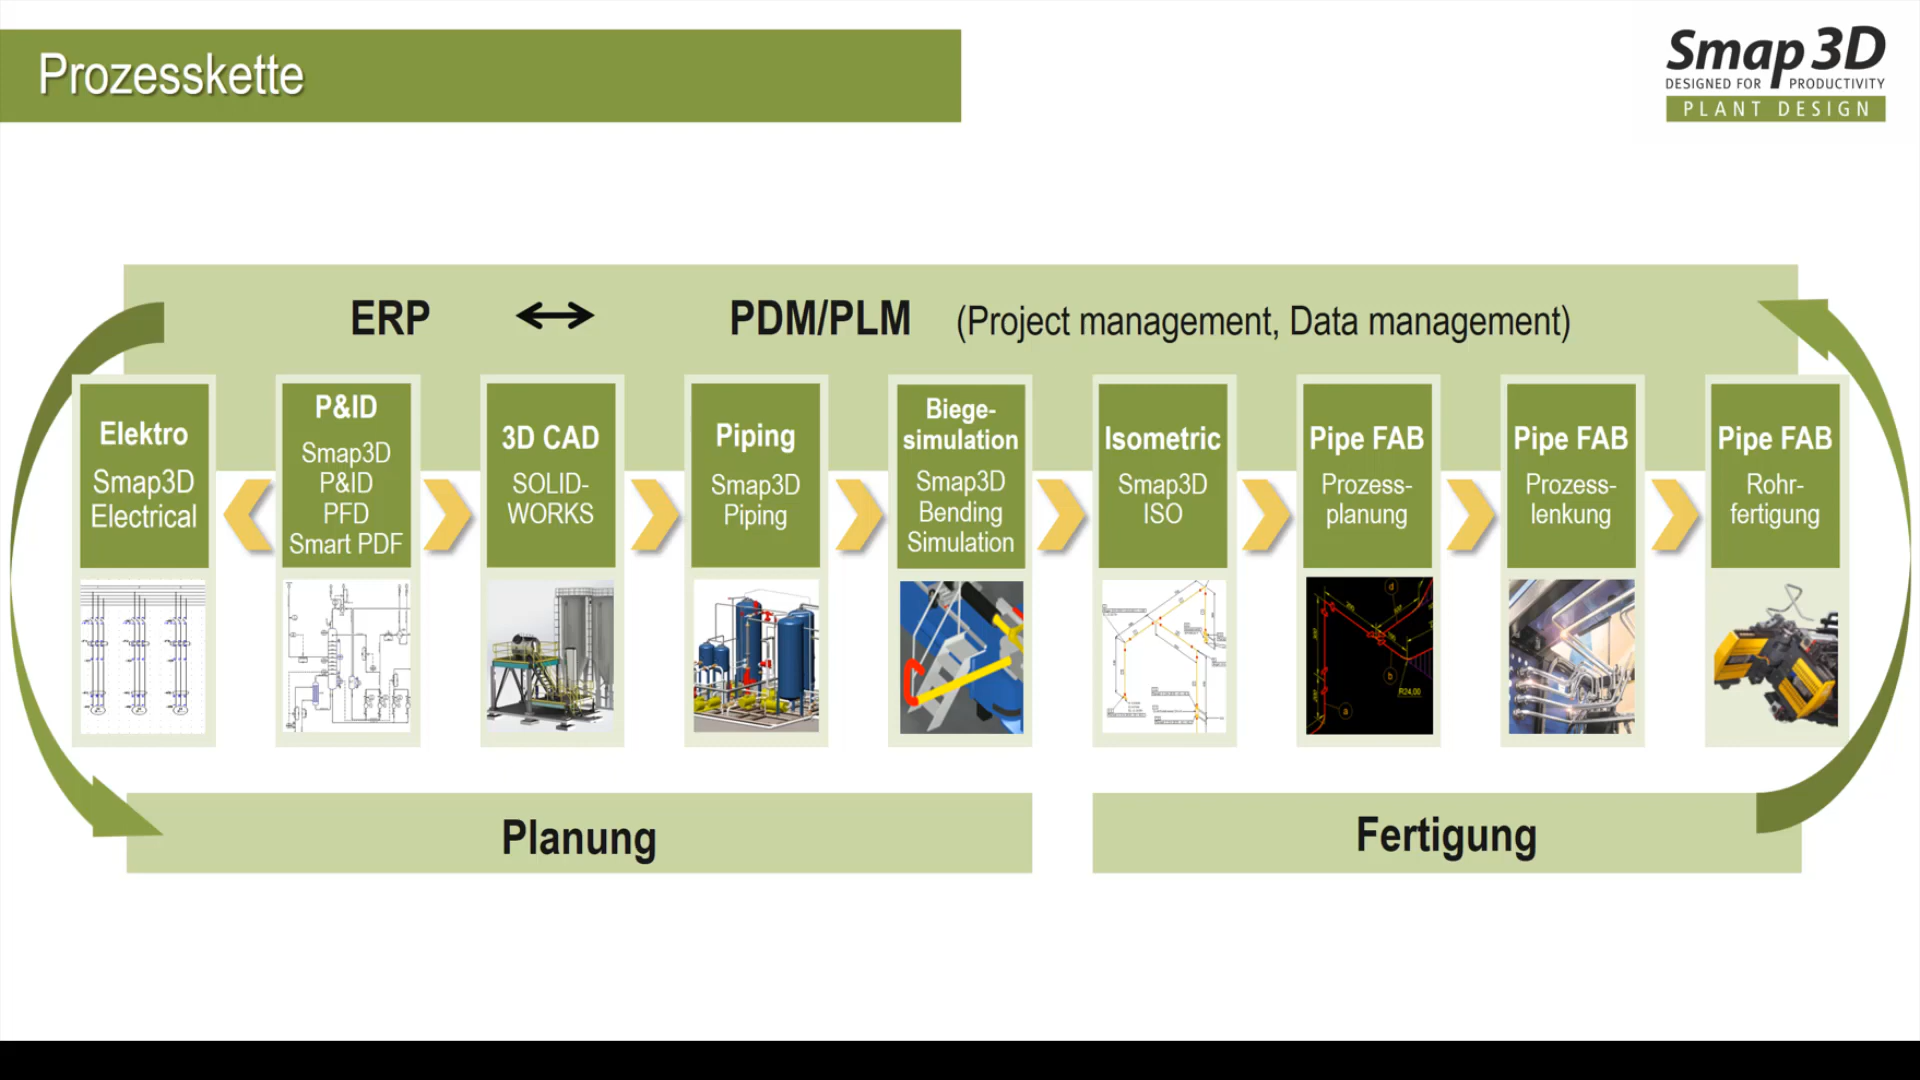 Prozesskette
Smap3D
DESIGNED FOR PRODUCTIVITY
PLANT DESIGN
ERP
PDM/PLM (Project management, Data management)
Elektro
Smap3D
Electrical
P&ID
Smap3D
P&ID
PFD
Smart PDF
3D CAD
SOLID-
WORKS
Piping
Smap3D
Piping
Biege-
simulation
Smap3D
Bending
Simulation
Isometric
Smap3D
ISO
Pipe FAB
Prozess-
planung
Pipe FAB
Prozess-
lenkung
Pipe FAB
Rohr-
fertigung
d
b
R24.00
a
Planung
Fertigung